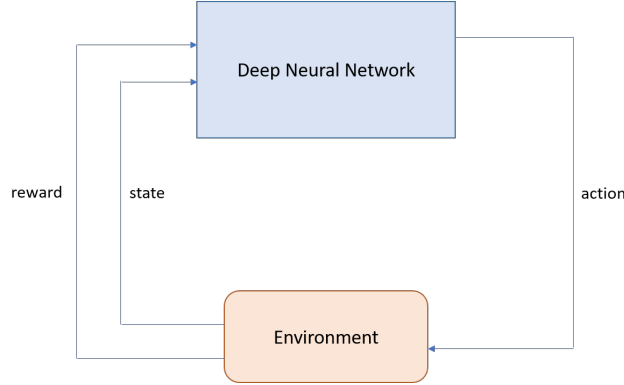 Deep Neural Network
reward
state
action
Environment